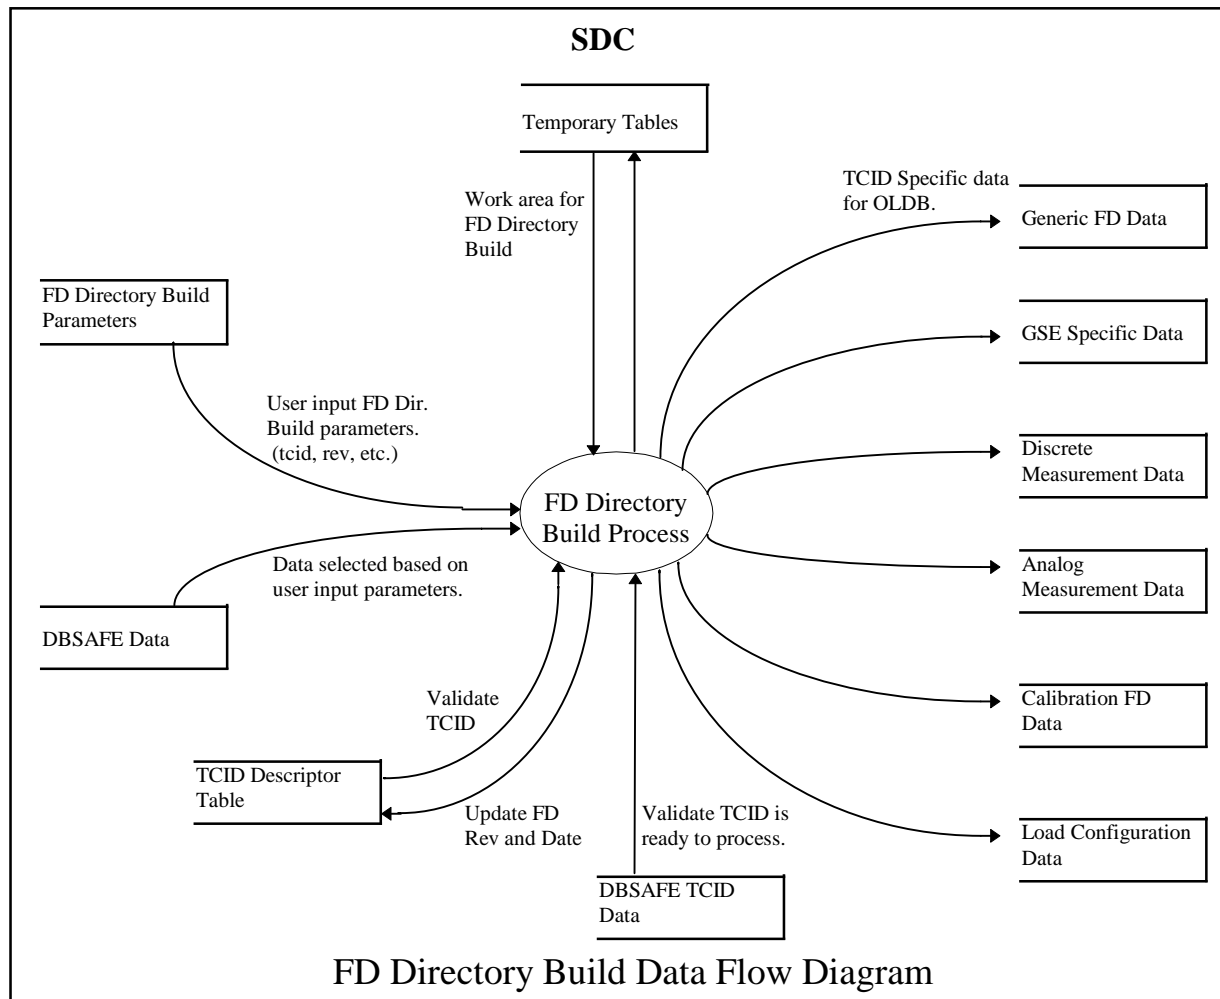 SDC
Temporary Tables
Work area for
FD Directory
Build
TCID Specific data
for OLDB.
Generic FD Data
FD Directory Build
Parameters
GSE Specific Data
User input FD Dir.
Build parameters.
(tcid, rev, etc.)
Discrete
Measurement Data
FD Directory
Build Process
Data selected based on
user input parameters.
Analog
Measurement Data
DBSAFE Data
Validate
TCID
Calibration FD
Data
TCID Descriptor
Table
Update FD
Rev and Date
Validate TCID is
ready to process.
Load Configuration
Data
DBSAFE TCID
Data
FD Directory Build Data Flow Diagram